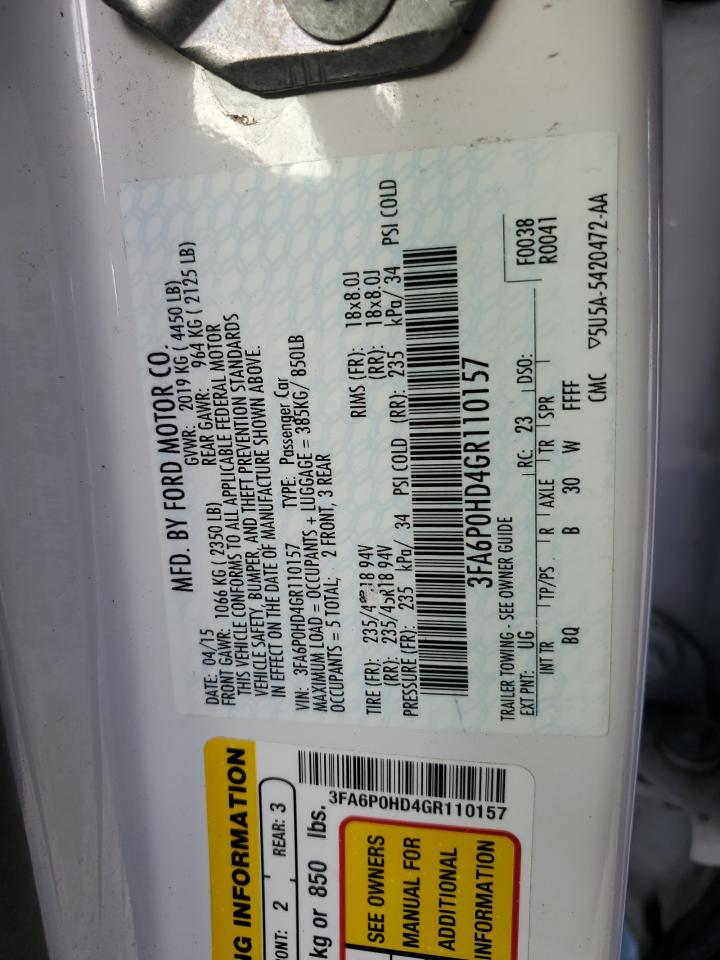 MFD. BY FORD MOTOR CO.
DATE: 04/15 GVWR: 2019 KG ( 4450 LB)
FRONT GAWR: 1066 KG ( 2350 LB) REAR GAWR: 964 KG ( 2125 LB)
THIS VEHICLE CONFORMS TO ALL APPLICABLE FEDERAL MOTOR
VEHICLE SAFETY, BUMPER, AND THEFT PREVENTION STANDARDS
IN EFFECT ON THE DATE OF MANUFACTURE SHOWN ABOVE.
VIN: 3FA6P0HD4GR110157 TYPE: Passenger Car
MAXIMUM LOAD = OCCUPANTS + LUGGAGE = 385KG/ 850LB
OCCUPANTS = 5 TOTAL; 2 FRONT, 3 REAR
TIRE (FR): 18 94V RIMS (FR): 18x8.0J
(RR): 235/45R18 94V (RR): 18x8.0J
PRESSURE (FR): 235 kPa/ 34 PSI COLD (RR): 235 kPa/ 34 PSI COLD
3FA6P0HD4GR110157
TRAILER TOWING - SEE OWNER GUIDE F0038
EXT PNT: UG RC: 23 DSO: R0041
INT TR TP/PS R AXLE TR SPR
BQ B 30 W FFFF
CMC 5U5A-5420472-AA
INFORMATION
2 REAR: 3
kg or 850 lbs.
3FA6P0HD4GR110157
SEE OWNERS
MANUAL FOR
ADDITIONAL
INFORMATION